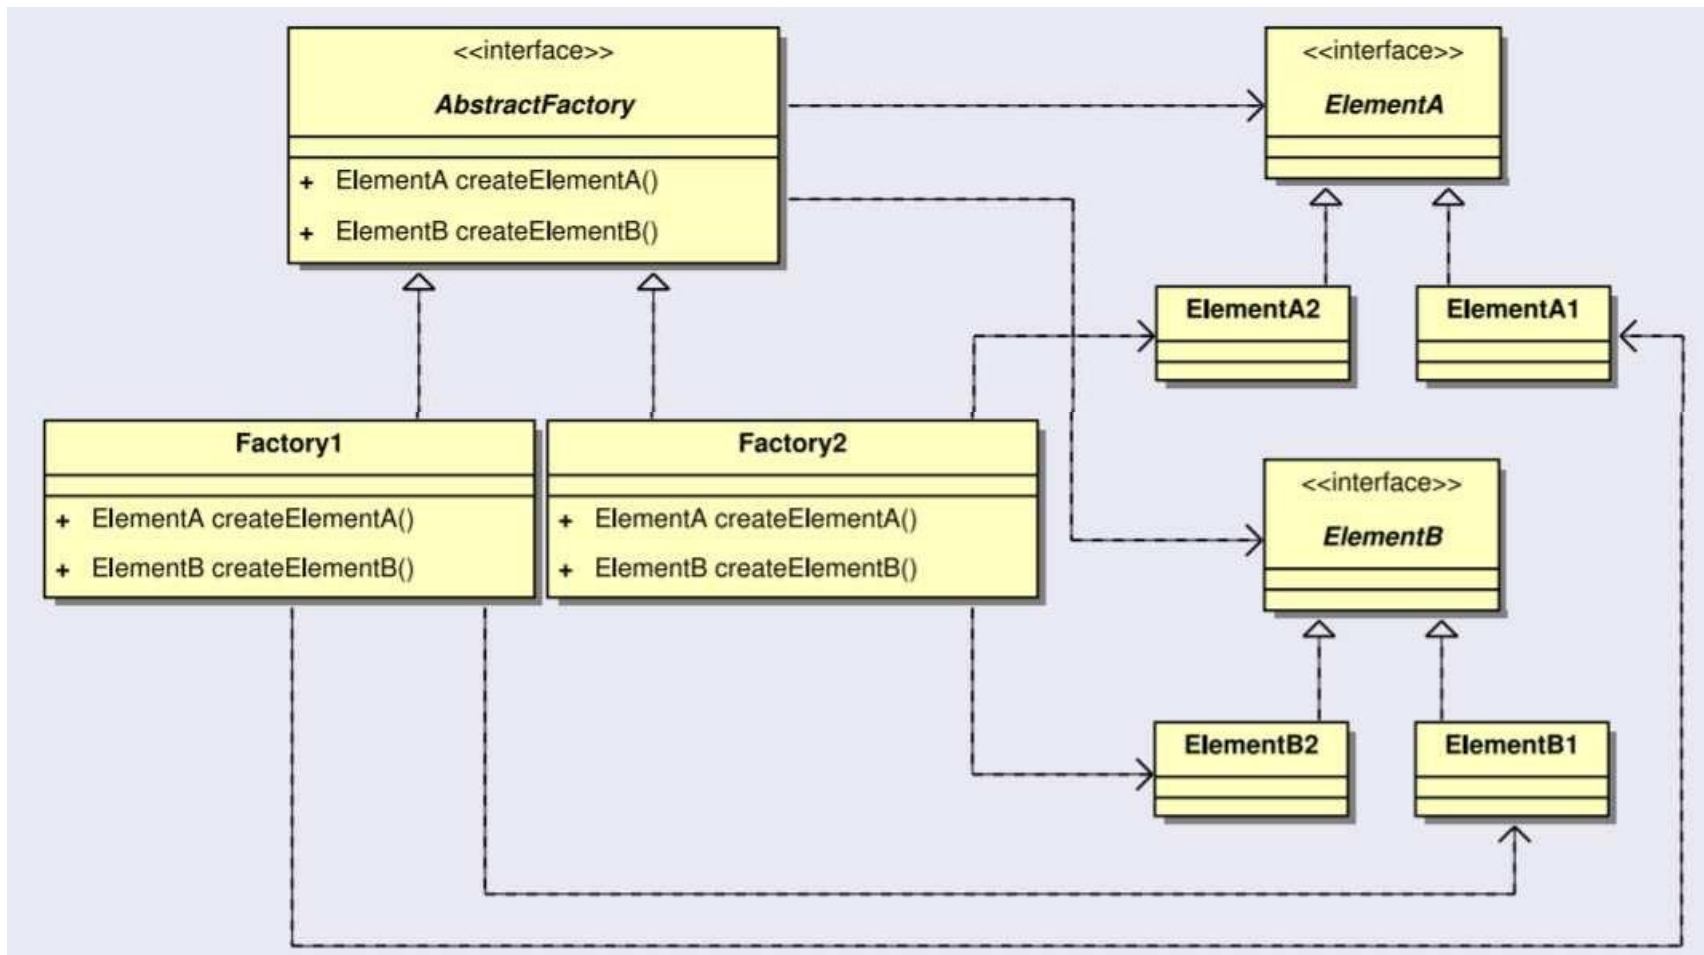 <<interface>>
AbstractFactory
+ ElementA createElementA()
+ ElementB createElementB()
<<interface>>
ElementA
ElementA2
ElementA1
Factory1
+ ElementA createElementA()
+ ElementB createElementB()
Factory2
+ ElementA createElementA()
+ ElementB createElementB()
<<interface>>
ElementB
ElementB2
ElementB1